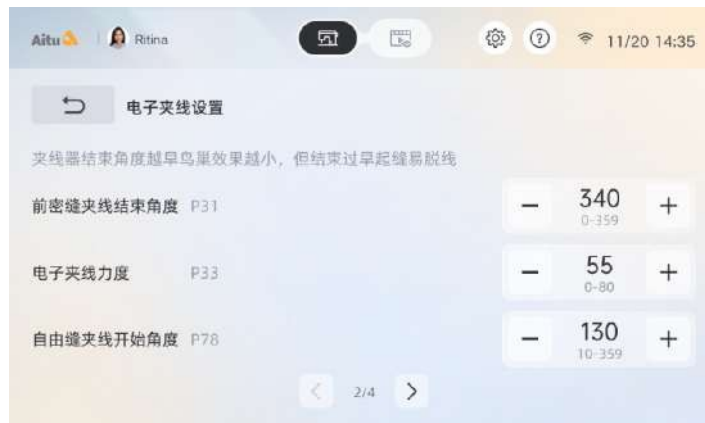 Aitu Ritina 11/20 14:35
电子夹线设置
夹线器结束角度越早鸟巢效果越小，但结束过早起缝易脱线
前密缝夹线结束角度 P31 − 340 +
0-359
电子夹线力度 P33 − 55 +
0-80
自由缝夹线开始角度 P78 − 130 +
10-359
< 2/4 >